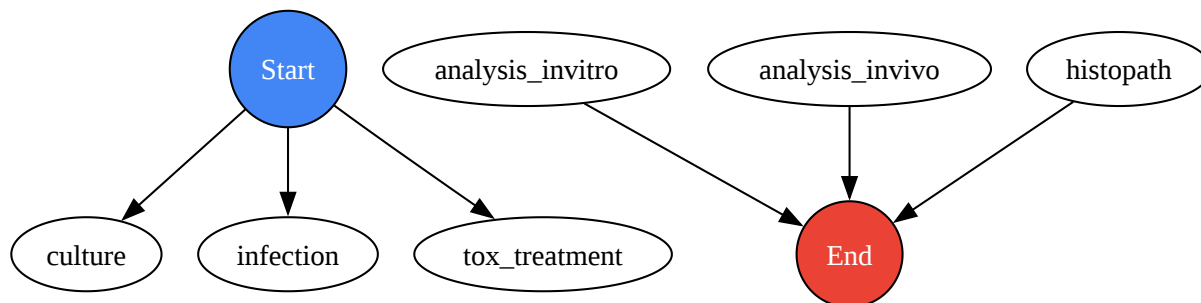 Start
analysis_invitro
analysis_invivo
histopath
culture
infection
tox_treatment
End